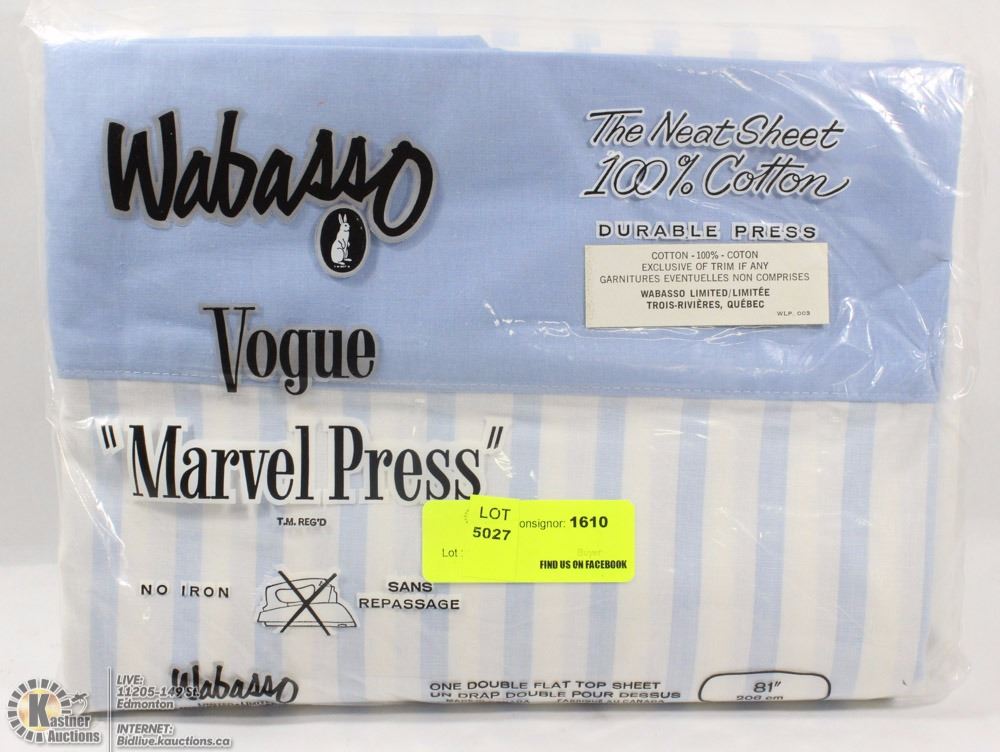 Wabasso
The Neat Sheet
100% Cotton
DURABLE PRESS
COTTON - 100% - COTON
EXCLUSIVE OF TRIM IF ANY
GARNITURES EVENTUELLES NON COMPRISES
WABASSO LIMITED/LIMITÉE
TROIS-RIVIÈRES, QUÉBEC
WLP. 003
Vogue
"Marvel Press"
T.M. REG'D
LOT
5027
onsignor: 1610
Lot
Buyer
FIND US ON FACEBOOK
NO IRON
SANS
REPASSAGE
Wabasso
ONE DOUBLE FLAT TOP SHEET
UN DRAP DOUBLE POUR DESSUS
81"
206 cm
LIVE:
11205-149 St.
Edmonton
INTERNET:
Bidlive.kauctions.ca
Kastner
Auctions